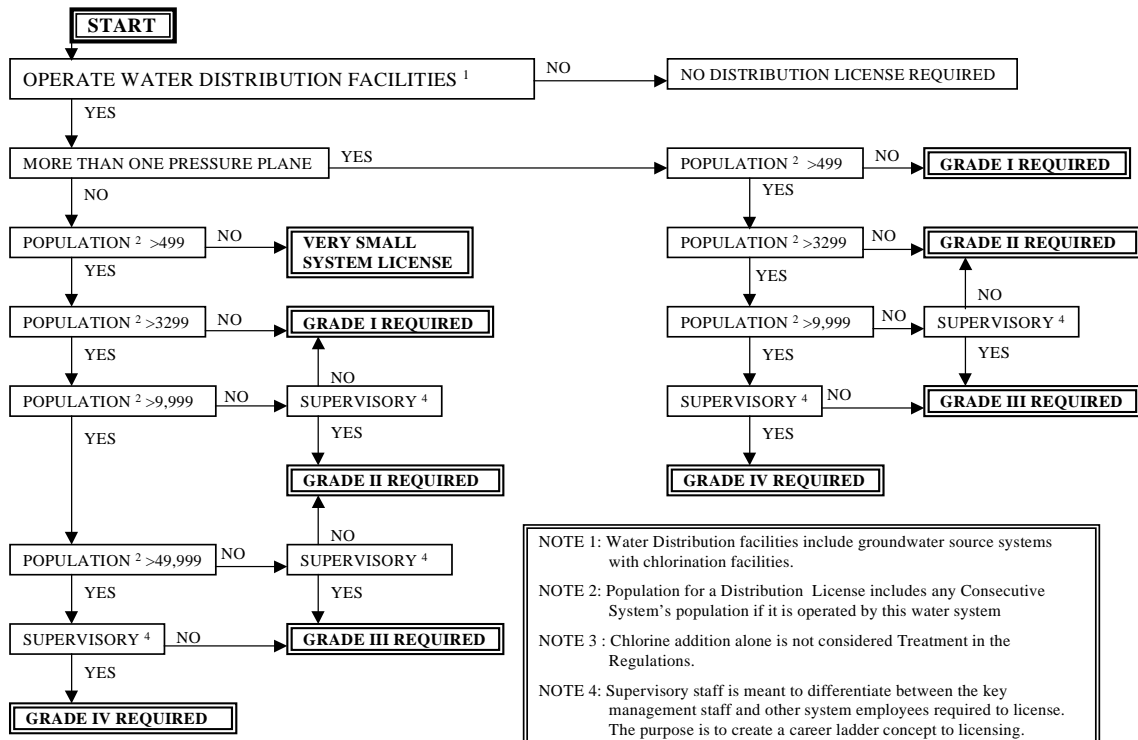 START
OPERATE WATER DISTRIBUTION FACILITIES 1
NO
NO DISTRIBUTION LICENSE REQUIRED
YES
MORE THAN ONE PRESSURE PLANE
YES
NO
POPULATION 2 >499
NO
VERY SMALL
SYSTEM LICENSE
YES
POPULATION 2 >3299
NO
GRADE I REQUIRED
YES
NO
POPULATION 2 >9,999
NO
SUPERVISORY 4
YES
YES
GRADE II REQUIRED
NO
POPULATION 2 >49,999
NO
SUPERVISORY 4
YES
YES
SUPERVISORY 4
NO
GRADE III REQUIRED
YES
GRADE IV REQUIRED
POPULATION 2 >499
NO
GRADE I REQUIRED
YES
POPULATION 2 >3299
NO
GRADE II REQUIRED
YES
NO
POPULATION 2 >9,999
NO
SUPERVISORY 4
YES
YES
SUPERVISORY 4
NO
GRADE III REQUIRED
YES
GRADE IV REQUIRED
NOTE 1: Water Distribution facilities include groundwater source systems
with chlorination facilities.
NOTE 2: Population for a Distribution License includes any Consecutive
System's population if it is operated by this water system
NOTE 3 : Chlorine addition alone is not considered Treatment in the
Regulations.
NOTE 4: Supervisory staff is meant to differentiate between the key
management staff and other system employees required to license.
The purpose is to create a career ladder concept to licensing.